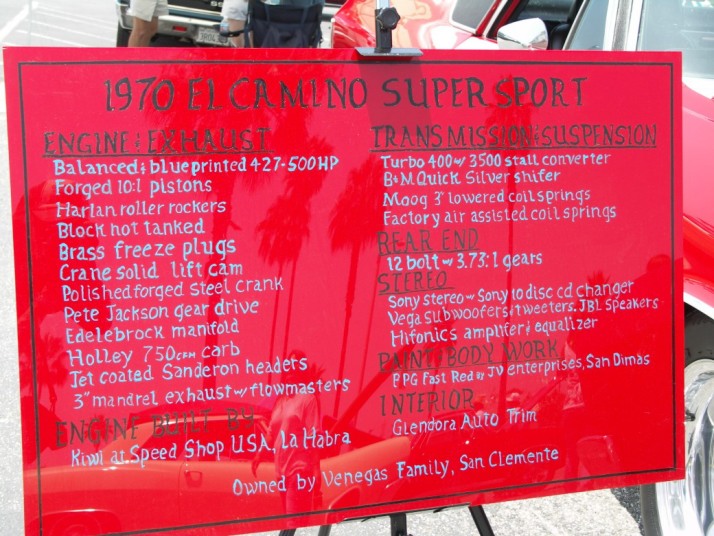 1970 EL CAMINO SUPER SPORT
ENGINE & EXHAUST
Balanced & blueprinted 427-500HP
Forged 10:1 pistons
Harlan roller rockers
Block hot tanked
Brass freeze plugs
Crane solid lift cam
Polished forged steel crank
Pete Jackson gear drive
Edelebrock manifold
Holley 750cfm carb
Jet coated Sanderon headers
3" mandrel exhaust w/ flowmasters
ENGINE BUILT BY
Kiwi at Speed Shop USA, La Habra
TRANSMISSION & SUSPENSION
Turbo 400 w/ 3500 stall converter
B&M Quick Silver shifer
Moog 3" lowered coil springs
Factory air assisted coil springs
REAR END
12 bolt w/ 3.73:1 gears
STEREO
Sony stereo w/ Sony 10 disc cd changer
Vega subwoofers & tweeters. JBL Speakers
Hifonics amplifer & equalizer
PAINT & BODY WORK
PPG Fast Red w/ JV enterprises, San Dimas
INTERIOR
Glendora Auto Trim
Owned by Venegas Family, San Clemente